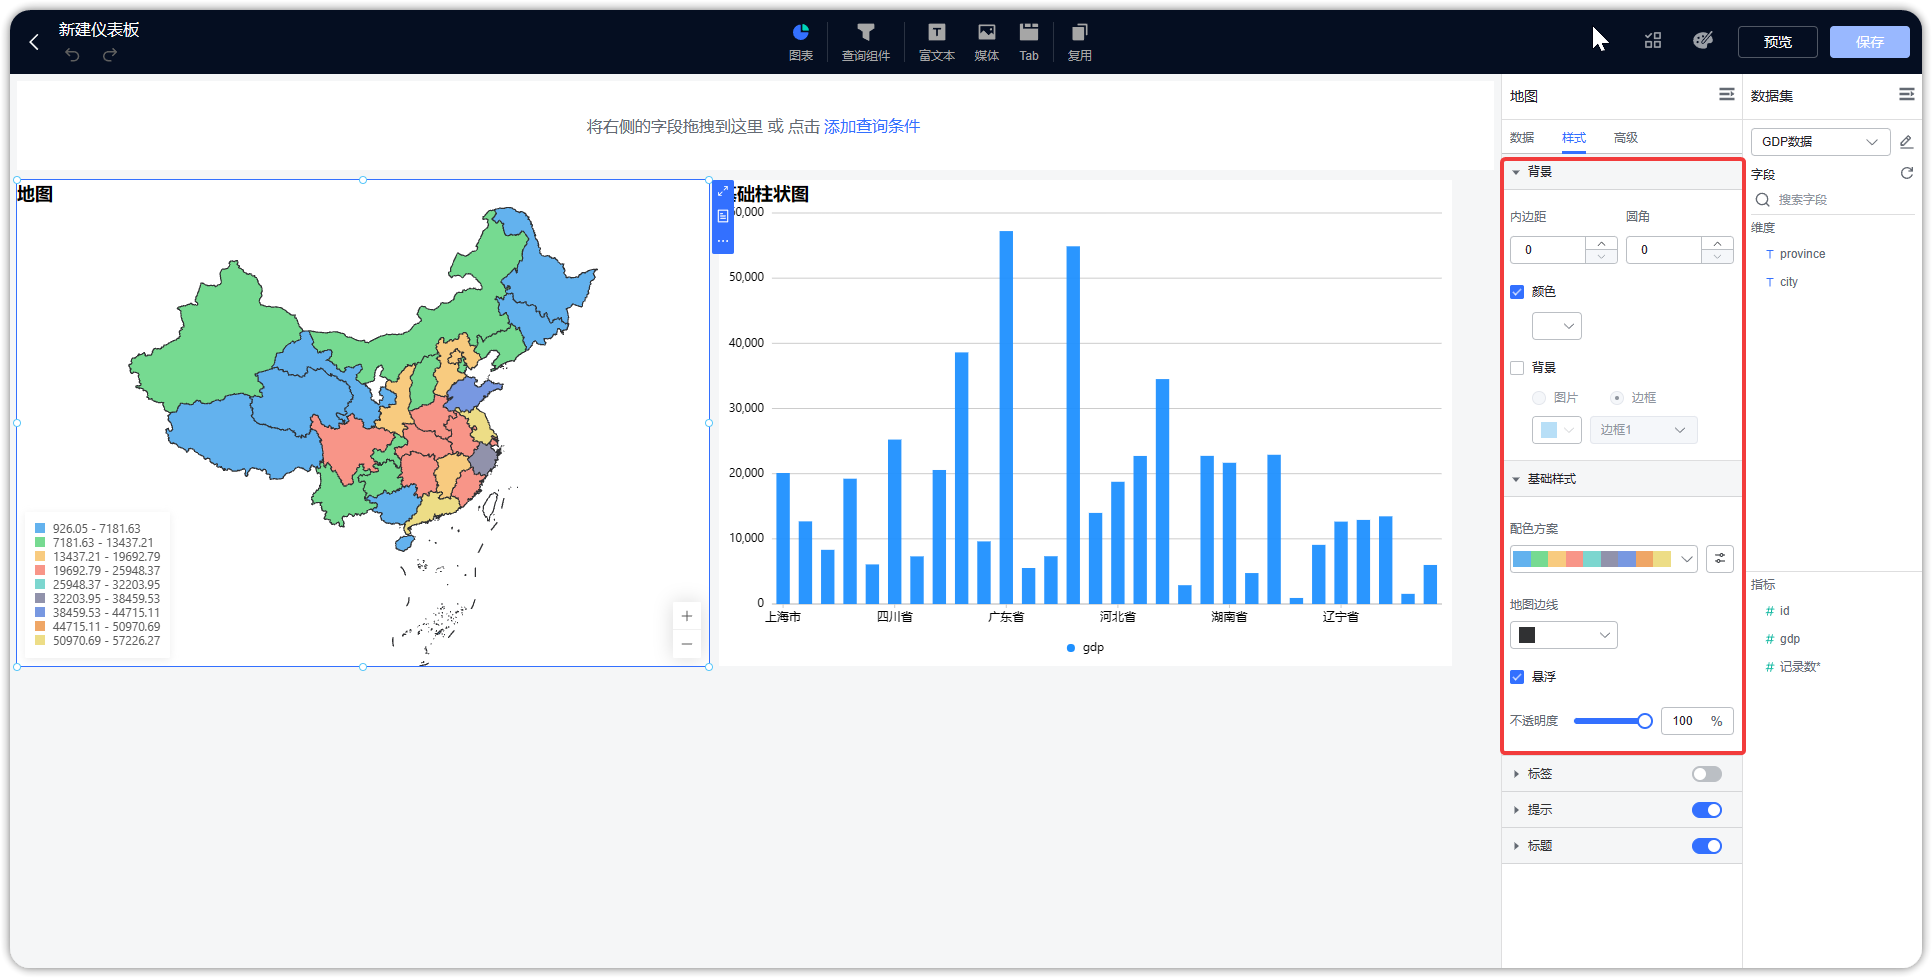 新建仪表板
图表
查询组件
富文本
媒体
Tab
复用
预览
保存
将右侧的字段拖拽到这里 或 点击 添加查询条件
地图
926.05 - 7181.63
7181.63 - 13437.21
13437.21 - 19692.79
19692.79 - 25948.37
25948.37 - 32203.95
32203.95 - 38459.53
38459.53 - 44715.11
44715.11 - 50970.69
50970.69 - 57226.27
础柱状图
0,000
50,000
40,000
30,000
20,000
10,000
0
上海市
四川省
广东省
河北省
湖南省
辽宁省
gdp
地图
数据
样式
高级
背景
内边距
圆角
0
0
颜色
背景
图片
边框
边框1
基础样式
配色方案
地图边线
悬浮
不透明度
100 %
标签
提示
标题
数据集
GDP数据
字段
搜索字段
维度
T province
T city
指标
# id
# gdp
# 记录数*